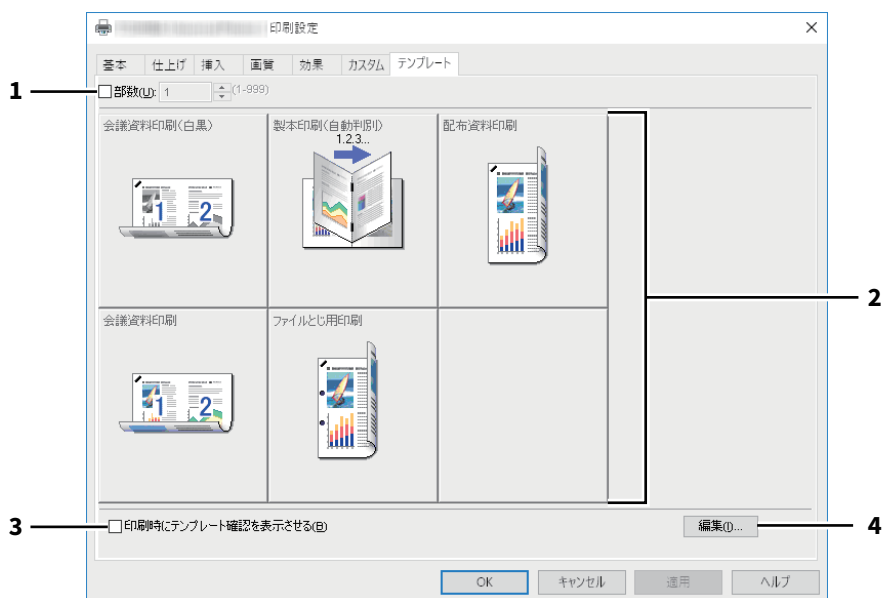 印刷設定
基本 仕上げ 挿入 画質 効果 カスタム テンプレート
1
部数(U): 1 (1-999)
会議資料印刷(白黒) 製本印刷(自動判別) 配布資料印刷
1.2.3...
1 2
2
会議資料印刷 ファイルとじ用印刷
1 2
3
印刷時にテンプレート確認を表示させる(B)
編集(I)...
4
OK キャンセル 適用 ヘルプ